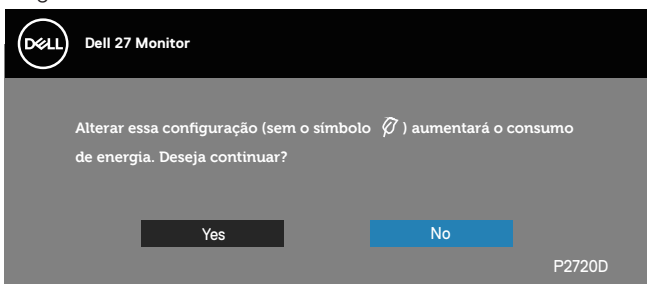 DELL
Dell 27 Monitor
Alterar essa configuração (sem o símbolo ) aumentará o consumo
de energia. Deseja continuar?
Yes No
P2720D